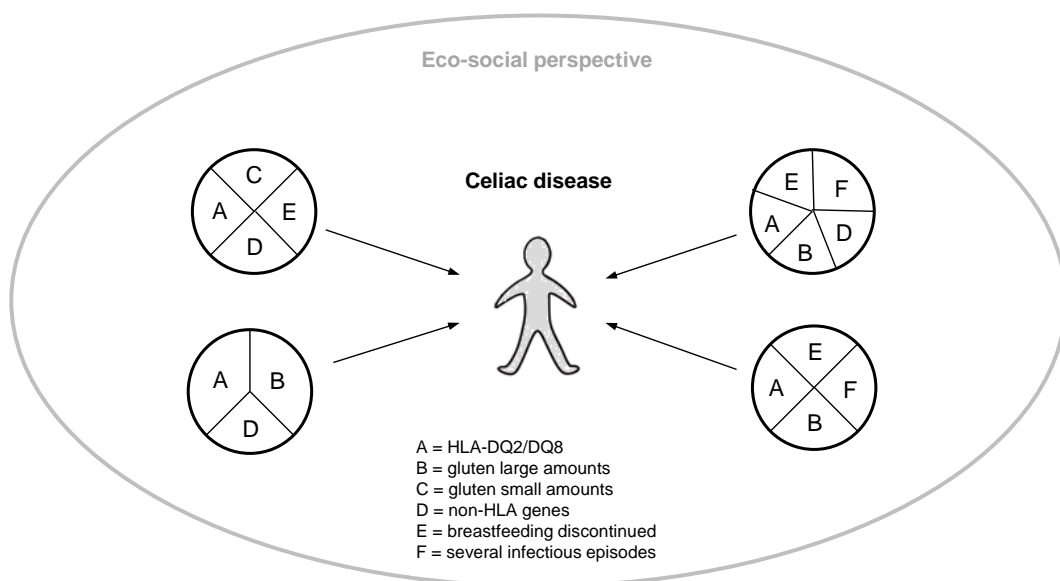 Eco-social perspective
Celiac disease
C
A
E
D
E
F
A
D
B
A
B
D
E
A
F
B
A = HLA-DQ2/DQ8
B = gluten large amounts
C = gluten small amounts
D = non-HLA genes
E = breastfeeding discontinued
F = several infectious episodes